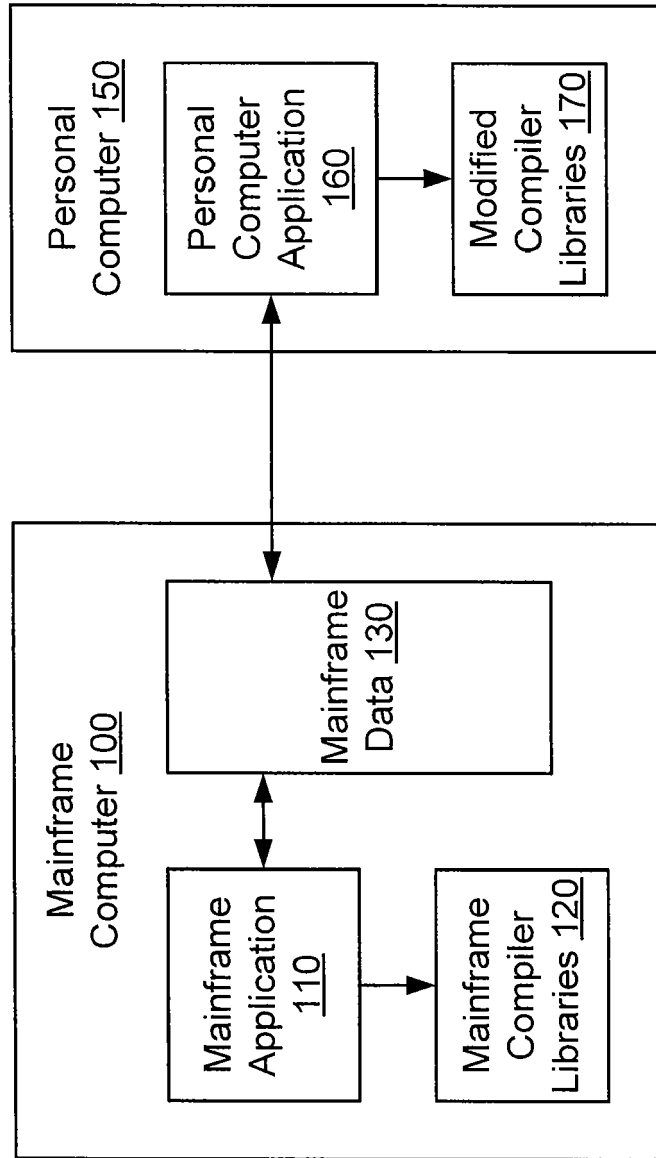 Mainframe
Computer 100
Mainframe
Application
110
Mainframe
Data 130
Mainframe
Compiler
Libraries 120
Personal
Computer 150
Personal
Computer
Application
160
Modified
Compiler
Libraries 170